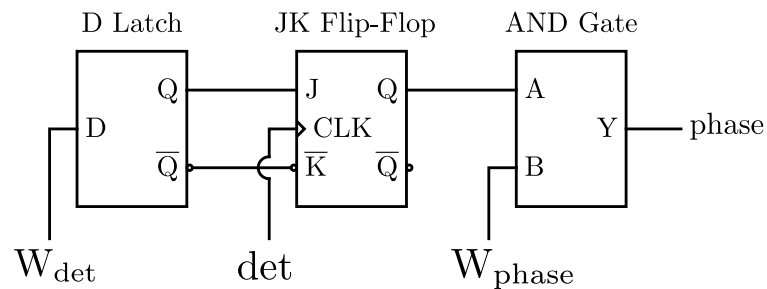 D Latch JK Flip-Flop AND Gate
Q J Q A
D CLK Y phase
Q̅ K̅ Q̅ B
W_det det W_phase